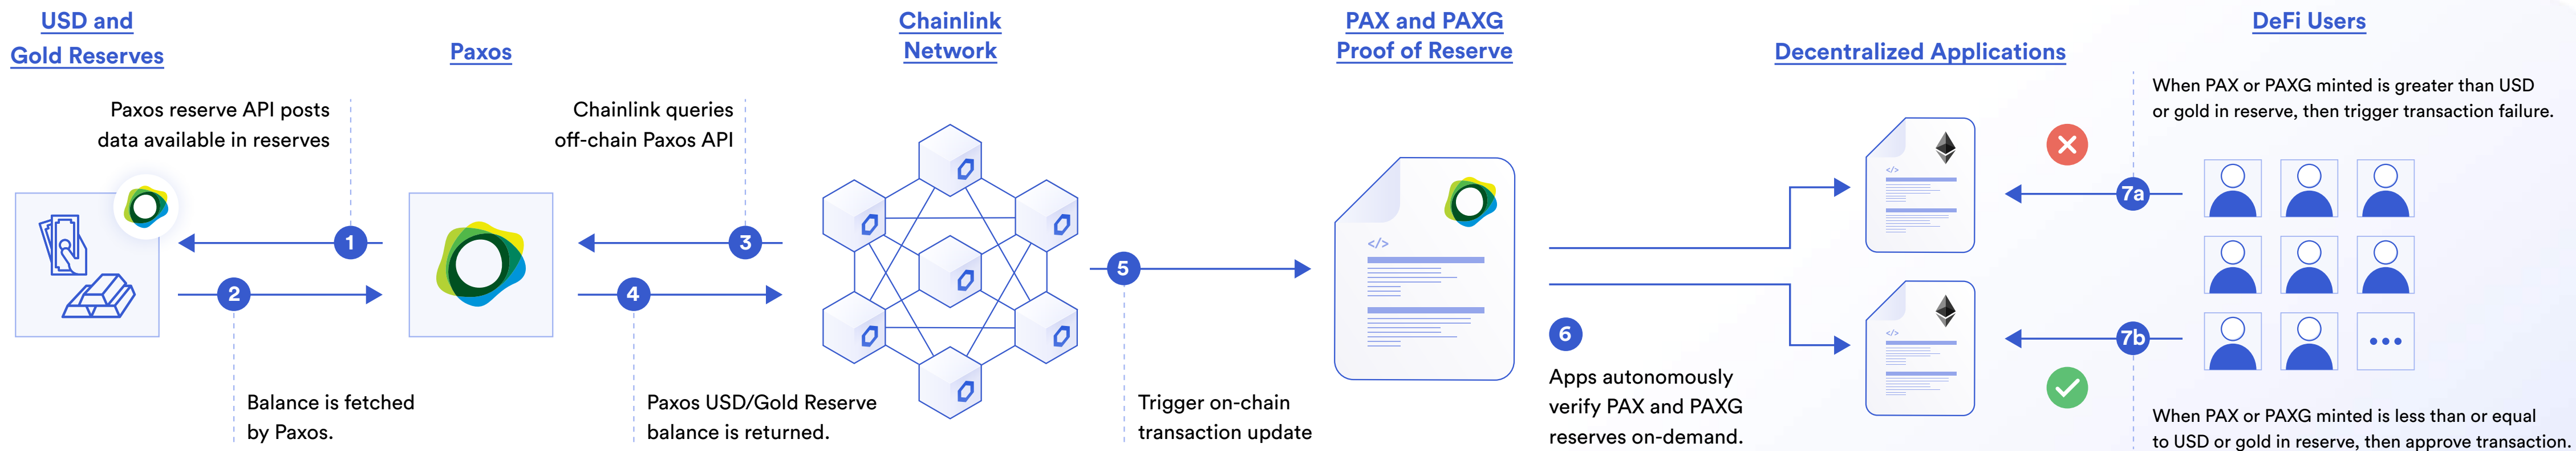 USD and
Gold Reserves
Paxos
Chainlink
Network
PAX and PAXG
Proof of Reserve
Decentralized Applications
DeFi Users
Paxos reserve API posts
data available in reserves
1
2
Balance is fetched
by Paxos.
Chainlink queries
off-chain Paxos API
3
4
Paxos USD/Gold Reserve
balance is returned.
5
Trigger on-chain
transaction update
</>
6
Apps autonomously
verify PAX and PAXG
reserves on-demand.
</>
</>
When PAX or PAXG minted is greater than USD
or gold in reserve, then trigger transaction failure.
7a
7b
When PAX or PAXG minted is less than or equal
to USD or gold in reserve, then approve transaction.